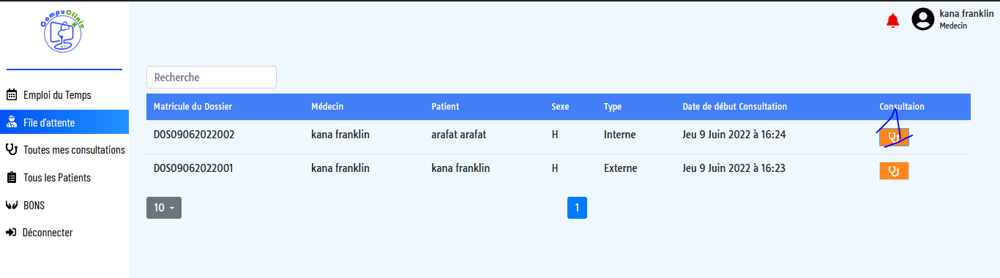 CompuClinic
kana franklin
Medecin
Emploi du Temps
File d'attente
Toutes mes consultations
Tous les Patients
BONS
Déconnecter
Recherche
Matricule du Dossier Médecin Patient Sexe Type Date de début Consultation Consultaion
DOS09062022002 kana franklin arafat arafat H Interne Jeu 9 Juin 2022 à 16:24
DOS09062022001 kana franklin kana franklin H Externe Jeu 9 Juin 2022 à 16:23
10 1